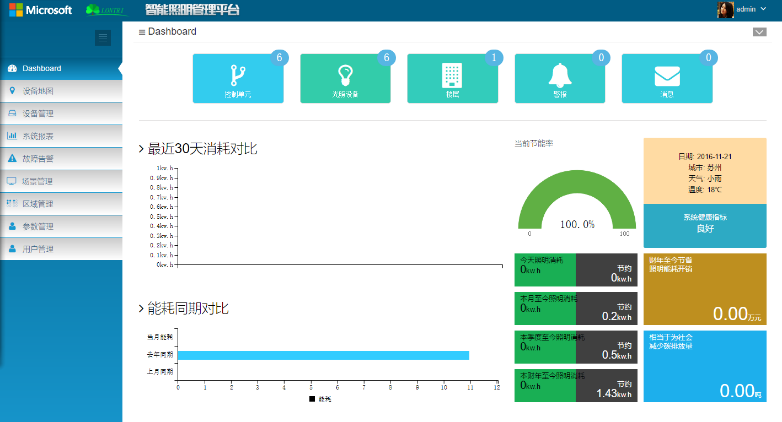 Microsoft
LONDRI
智能照明管理平台
admin
Dashboard
Dashboard
设备地图
设备管理
系统报表
故障告警
场景管理
区域管理
参数管理
用户管理
6
控制单元
6
光照设备
1
0
警报
0
消息
最近30天消耗对比
1kw.h
0.9kw.h
0.8kw.h
0.7kw.h
0.6kw.h
0.5kw.h
0.4kw.h
0.3kw.h
0.2kw.h
0.1kw.h
0kw.h
能耗同期对比
当月能耗
去年同期
上月同期
0 1 2 3 4 5 6 7 8 9 10 11 12
能耗
当前节能率
100.0%
0 100
日期: 2016-11-21
城市: 苏州
天气: 小雨
温度: 18℃
系统健康指标
良好
今天照明消耗
0kw.h
节约
0kw.h
本月至今照明消耗
0kw.h
节约
0.2kw.h
本季度至今照明消耗
0kw.h
节约
0.5kw.h
本财年至今照明消耗
0kw.h
节约
1.43kw.h
财年至今节省
照明能耗开销
0.00万元
相当于为社会
减少碳排放量
0.00吨